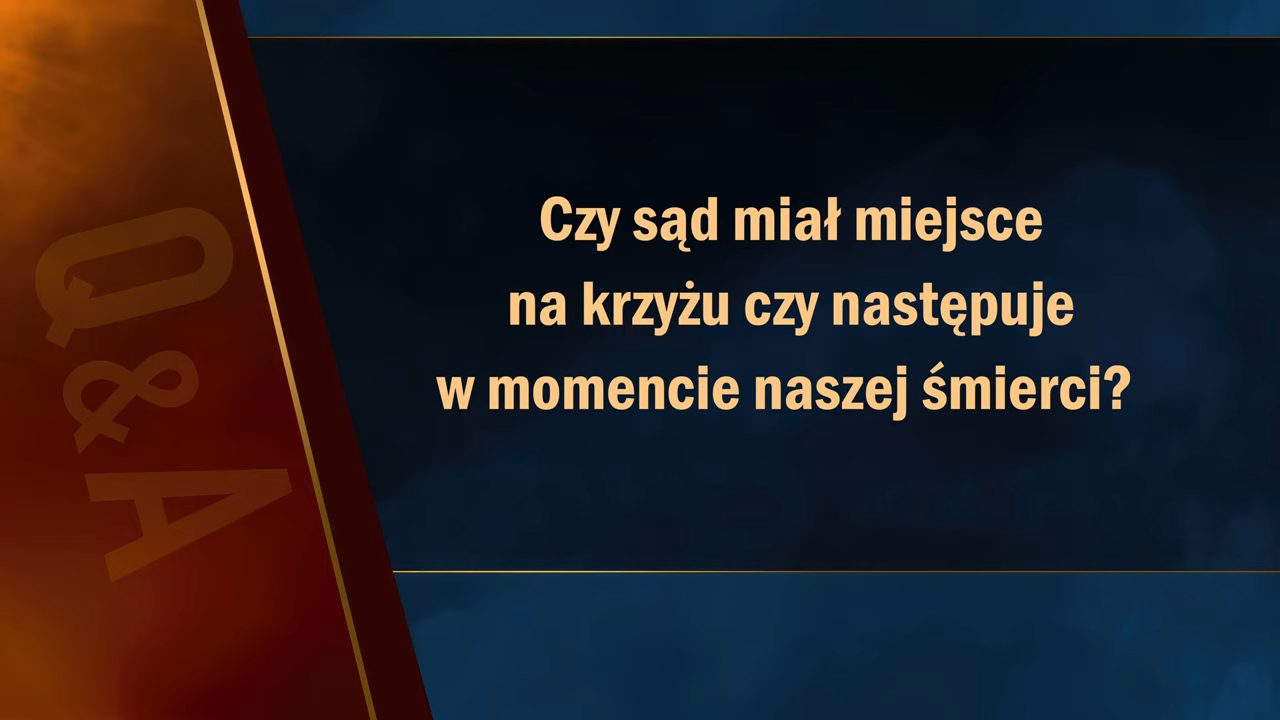 Q & A
Czy sąd miał miejsce
na krzyżu czy następuje
w momencie naszej śmierci?